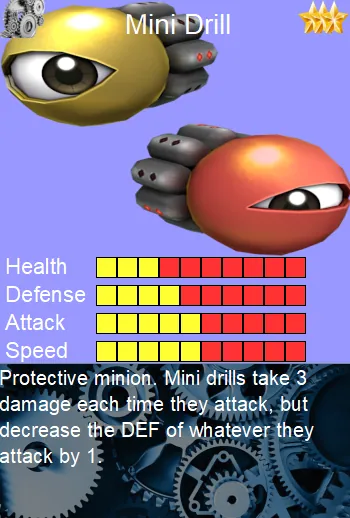 Mini Drill
Health
Defense
Attack
Speed
Protective minion. Mini drills take 3
damage each time they attack, but
decrease the DEF of whatever they
attack by 1.